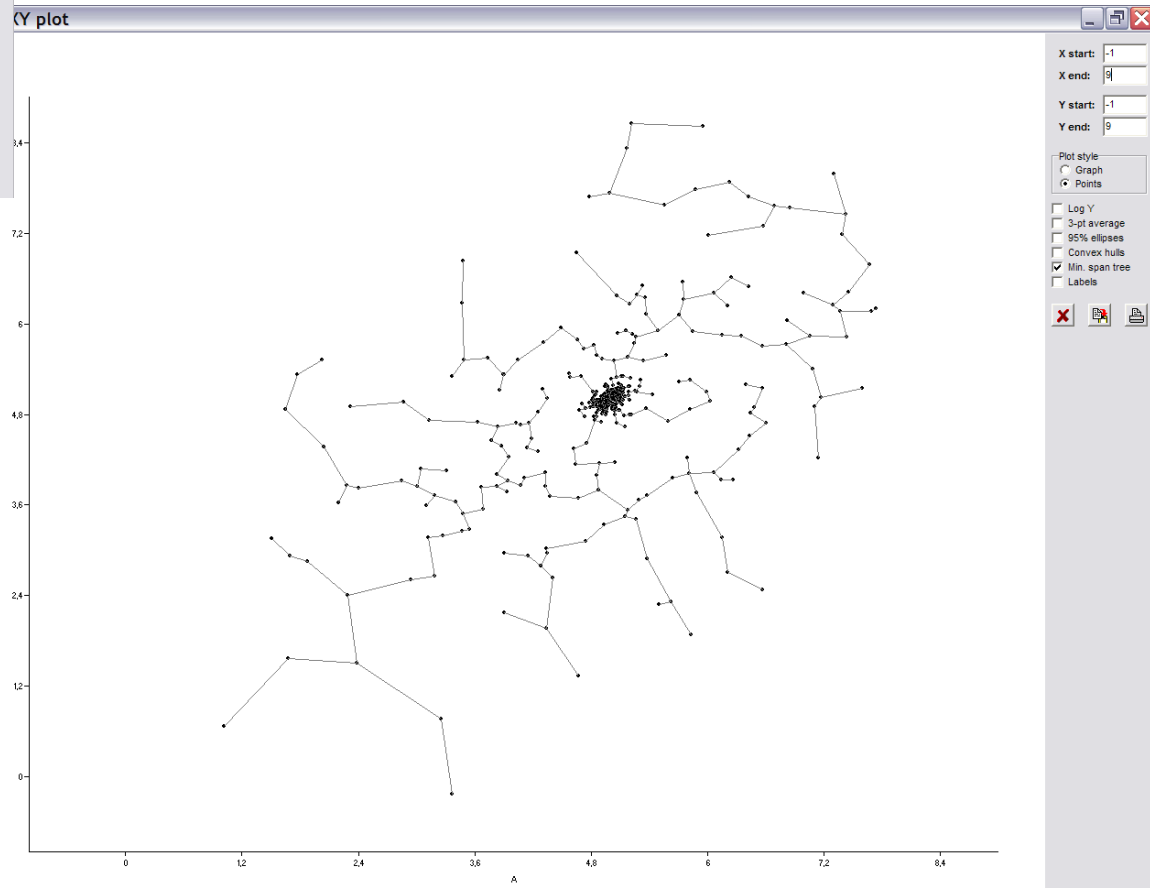 XY plot
X start: -1
X end: 9
Y start: -1
Y end: 9
Plot style
Graph
Points
Log Y
3-pt average
95% ellipses
Convex hulls
Min. span tree
Labels
8,4
7,2
6
4,8
3,6
2,4
1,2
0
0 1,2 2,4 3,6 4,8 6 7,2 8,4
A